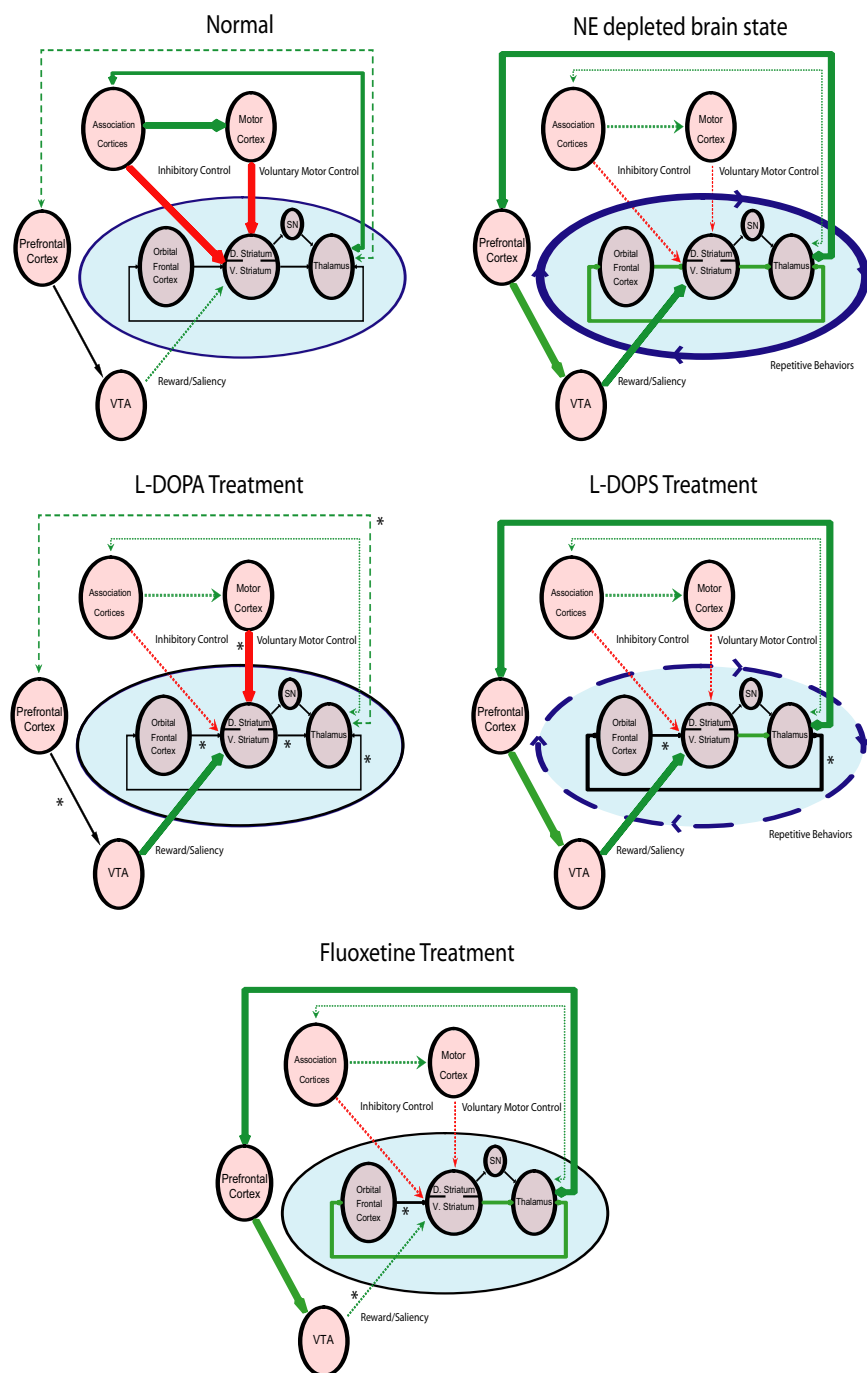 Normal
Association
Cortices
Motor
Cortex
Inhibitory Control
Voluntary Motor Control
Prefrontal
Cortex
SN
Orbital
Frontal
Cortex
D. Striatum
V. Striatum
Thalamus
Reward/Saliency
VTA
NE depleted brain state
Association
Cortices
Motor
Cortex
Inhibitory Control
Voluntary Motor Control
Prefrontal
Cortex
SN
Orbital
Frontal
Cortex
D. Striatum
V. Striatum
Thalamus
Repetitive Behaviors
Reward/Saliency
VTA
L-DOPA Treatment
*
Association
Cortices
Motor
Cortex
Inhibitory Control
*
Voluntary Motor Control
Prefrontal
Cortex
SN
Orbital
Frontal
Cortex
*
D. Striatum
V. Striatum
*
Thalamus
*
*
Reward/Saliency
VTA
L-DOPS Treatment
Association
Cortices
Motor
Cortex
Inhibitory Control
Voluntary Motor Control
Prefrontal
Cortex
SN
Orbital
Frontal
Cortex
*
D. Striatum
V. Striatum
Thalamus
*
Repetitive Behaviors
Reward/Saliency
VTA
Fluoxetine Treatment
Association
Cortices
Motor
Cortex
Inhibitory Control
Voluntary Motor Control
Prefrontal
Cortex
SN
Orbital
Frontal
Cortex
*
D. Striatum
V. Striatum
Thalamus
*
Reward/Saliency
VTA